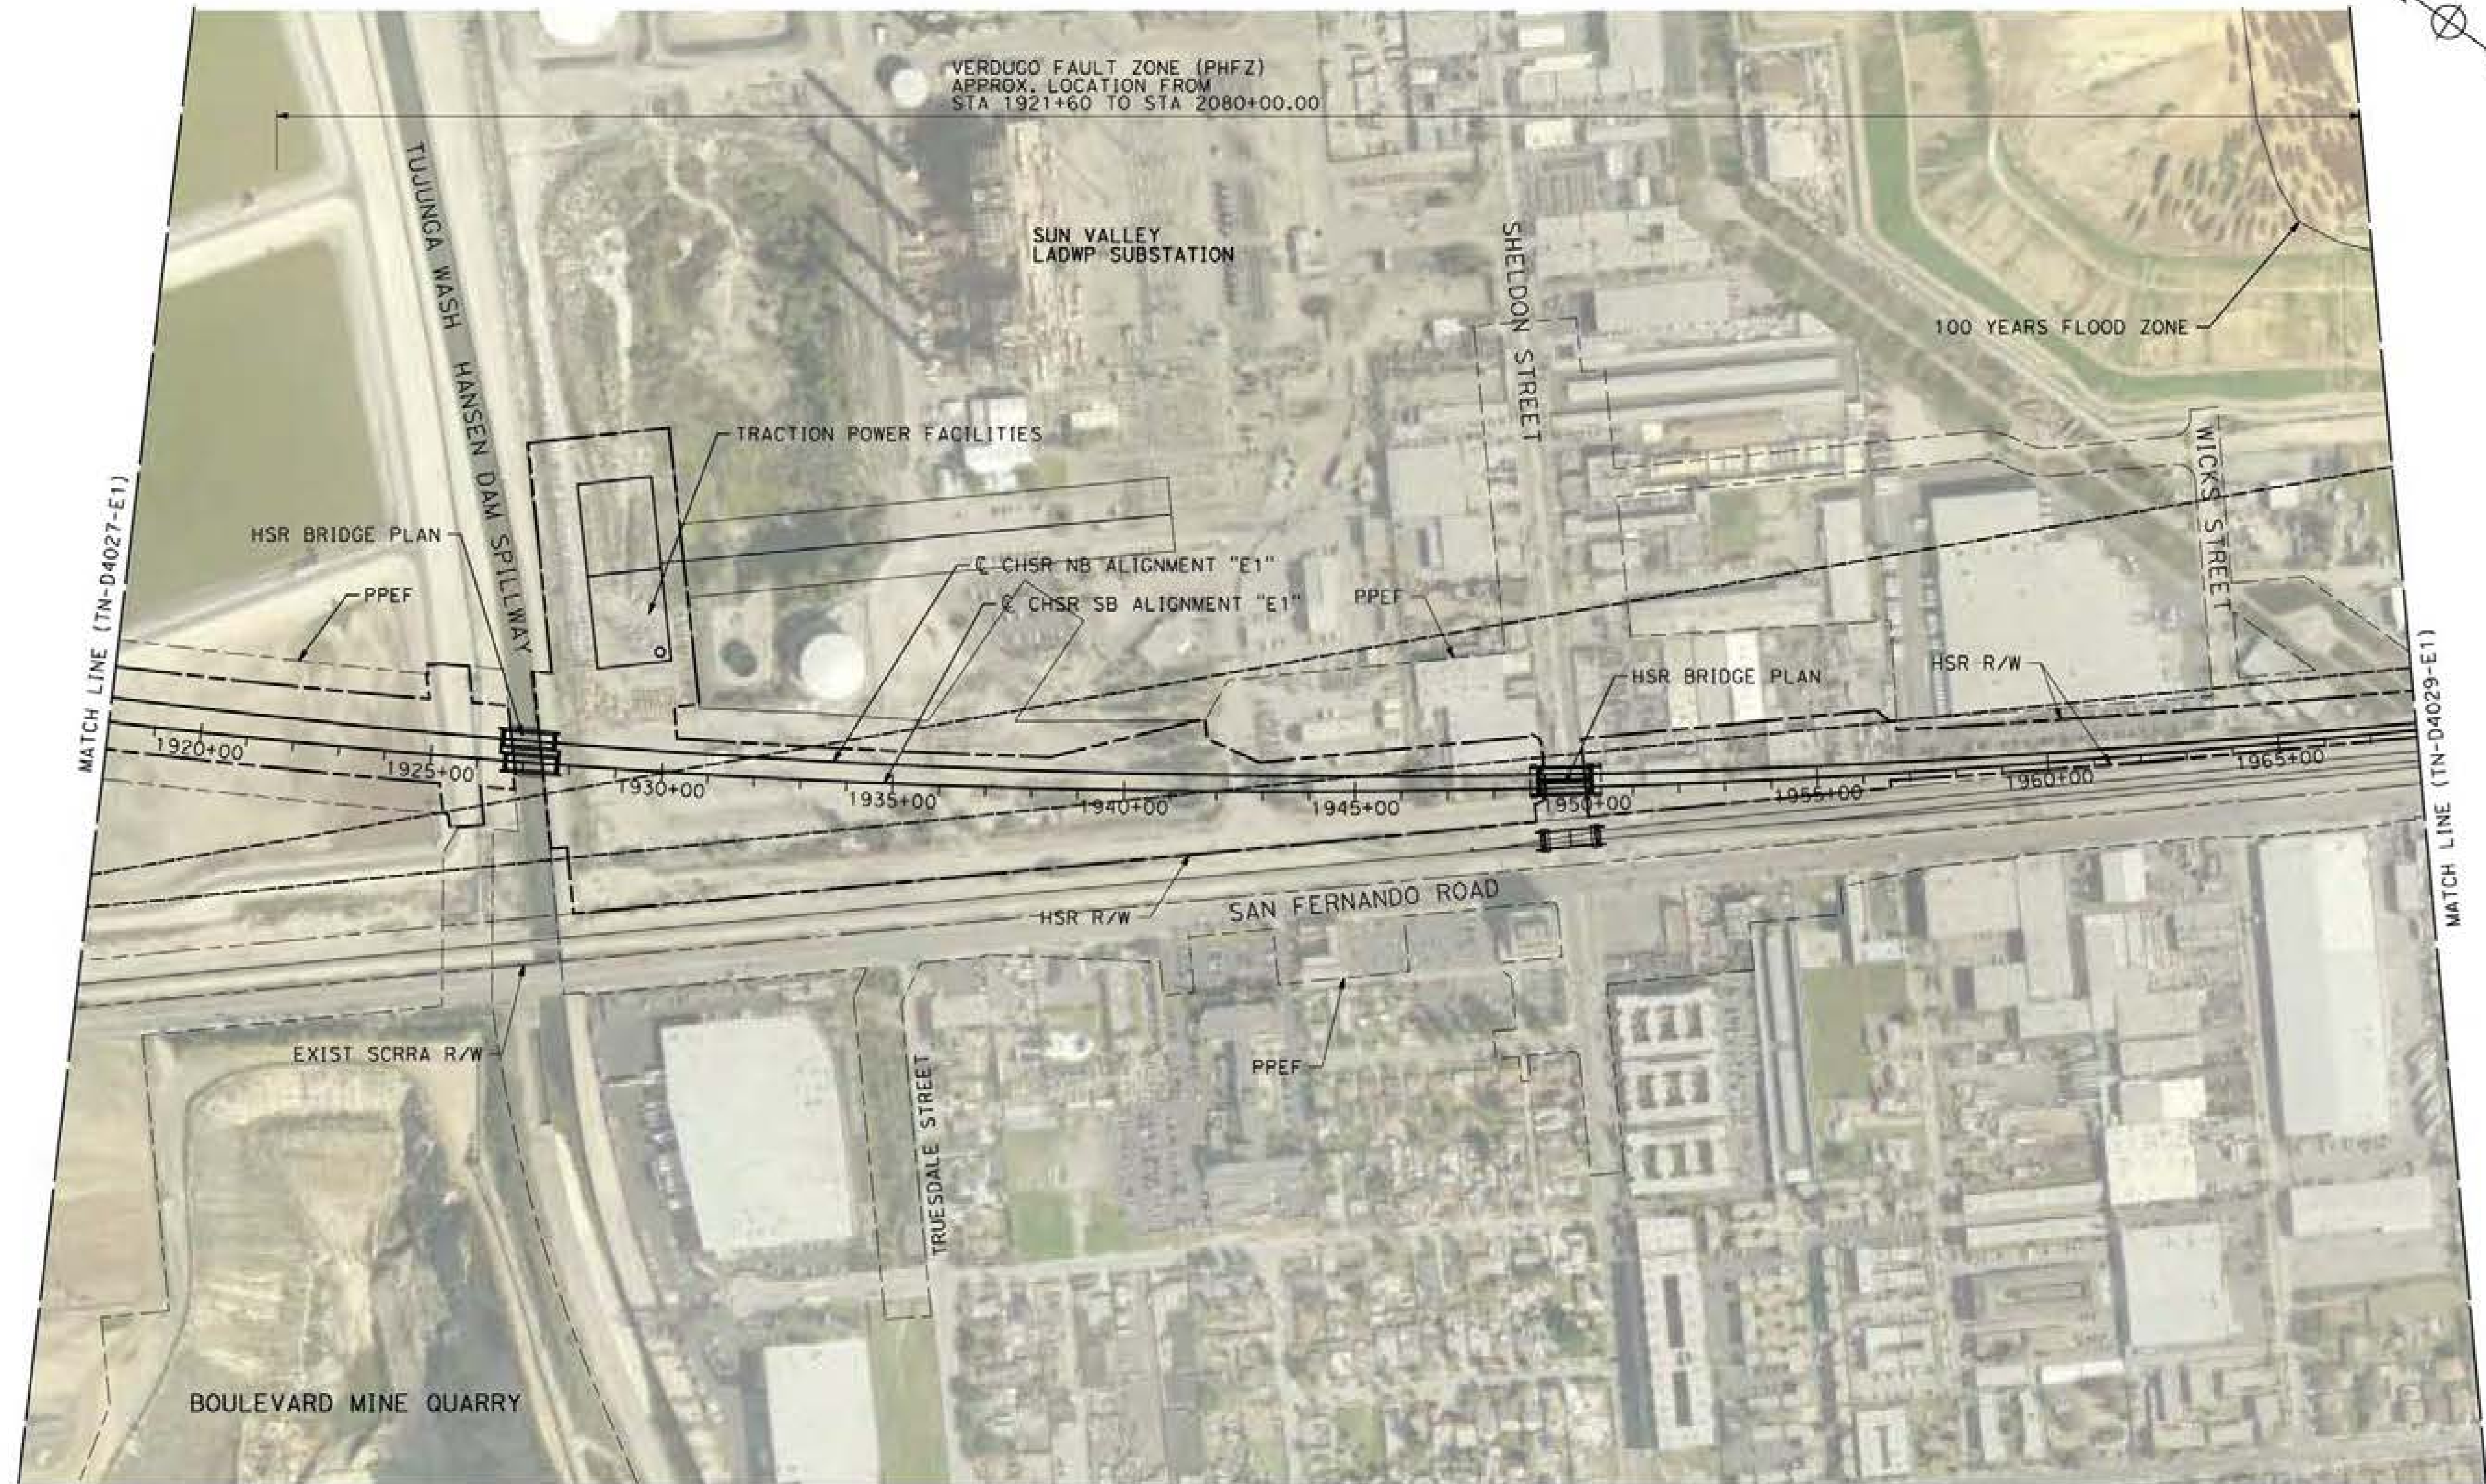 VERDUGO FAULT ZONE (PHFZ)
APPROX. LOCATION FROM
STA 1921+60 TO STA 2080+00.00
TUJUNGA WASH HANSEN DAM SPILLWAY
SUN VALLEY
LADWP SUBSTATION
SHELDON STREET
100 YEARS FLOOD ZONE
TRACTION POWER FACILITIES
WICKS STREET
MATCH LINE (TN-D4027-E1)
HSR BRIDGE PLAN
PPEF
℄ CHSR NB ALIGNMENT "E1"
℄ CHSR SB ALIGNMENT "E1"
PPEF
HSR BRIDGE PLAN
HSR R/W
MATCH LINE (TN-D4029-E1)
1920+00
1925+00
1930+00
1935+00
1940+00
1945+00
1950+00
1955+00
1960+00
1965+00
HSR R/W
SAN FERNANDO ROAD
EXIST SCRRA R/W
PPEF
TRUESDALE STREET
BOULEVARD MINE QUARRY